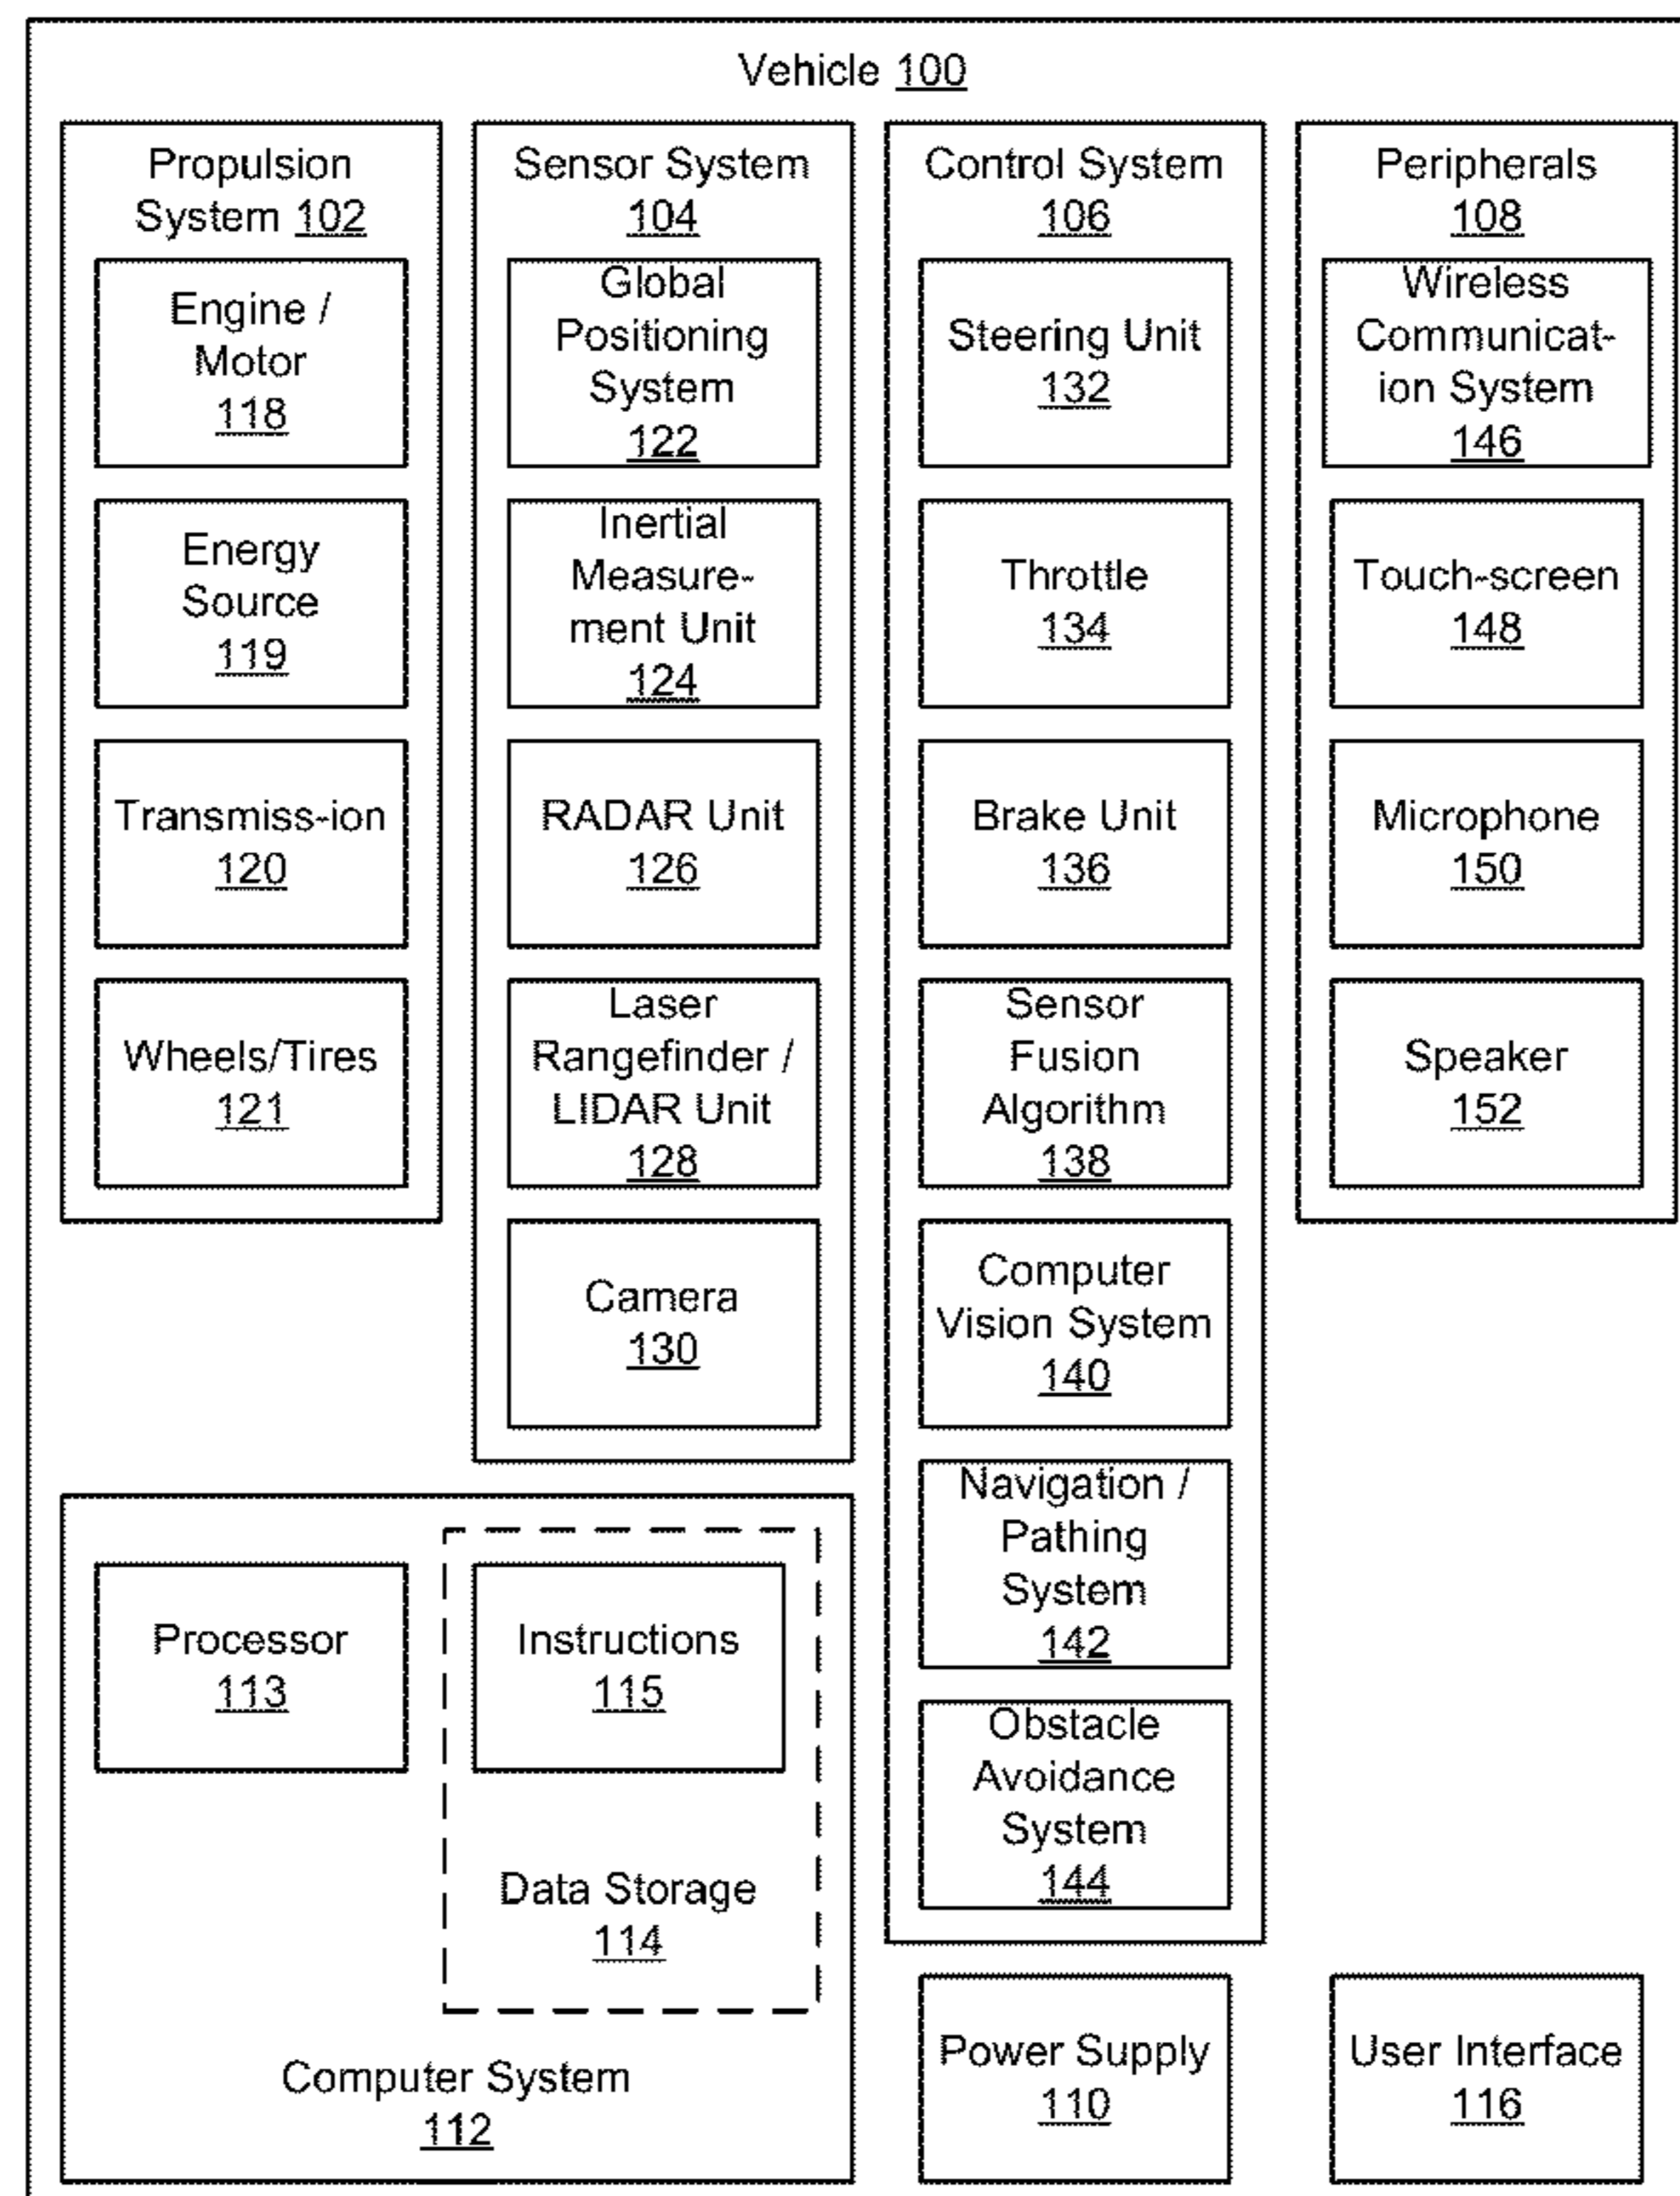 Vehicle 100
Propulsion
System 102
Engine /
Motor
118
Energy
Source
119
Transmiss-ion
120
Wheels/Tires
121
Sensor System
104
Global
Positioning
System
122
Inertial
Measure-
ment Unit
124
RADAR Unit
126
Laser
Rangefinder /
LIDAR Unit
128
Camera
130
Control System
106
Steering Unit
132
Throttle
134
Brake Unit
136
Sensor
Fusion
Algorithm
138
Computer
Vision System
140
Navigation /
Pathing
System
142
Obstacle
Avoidance
System
144
Peripherals
108
Wireless
Communicat-
ion System
146
Touch-screen
148
Microphone
150
Speaker
152
Processor
113
Instructions
115
Data Storage
114
Computer System
112
Power Supply
110
User Interface
116